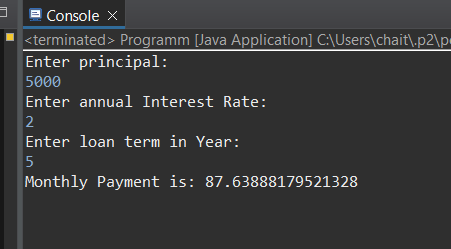 Console
<terminated> Programm [Java Application] C:\Users\chait\.p2\p
Enter principal:
5000
Enter annual Interest Rate:
2
Enter loan term in Year:
5
Monthly Payment is: 87.63888179521328